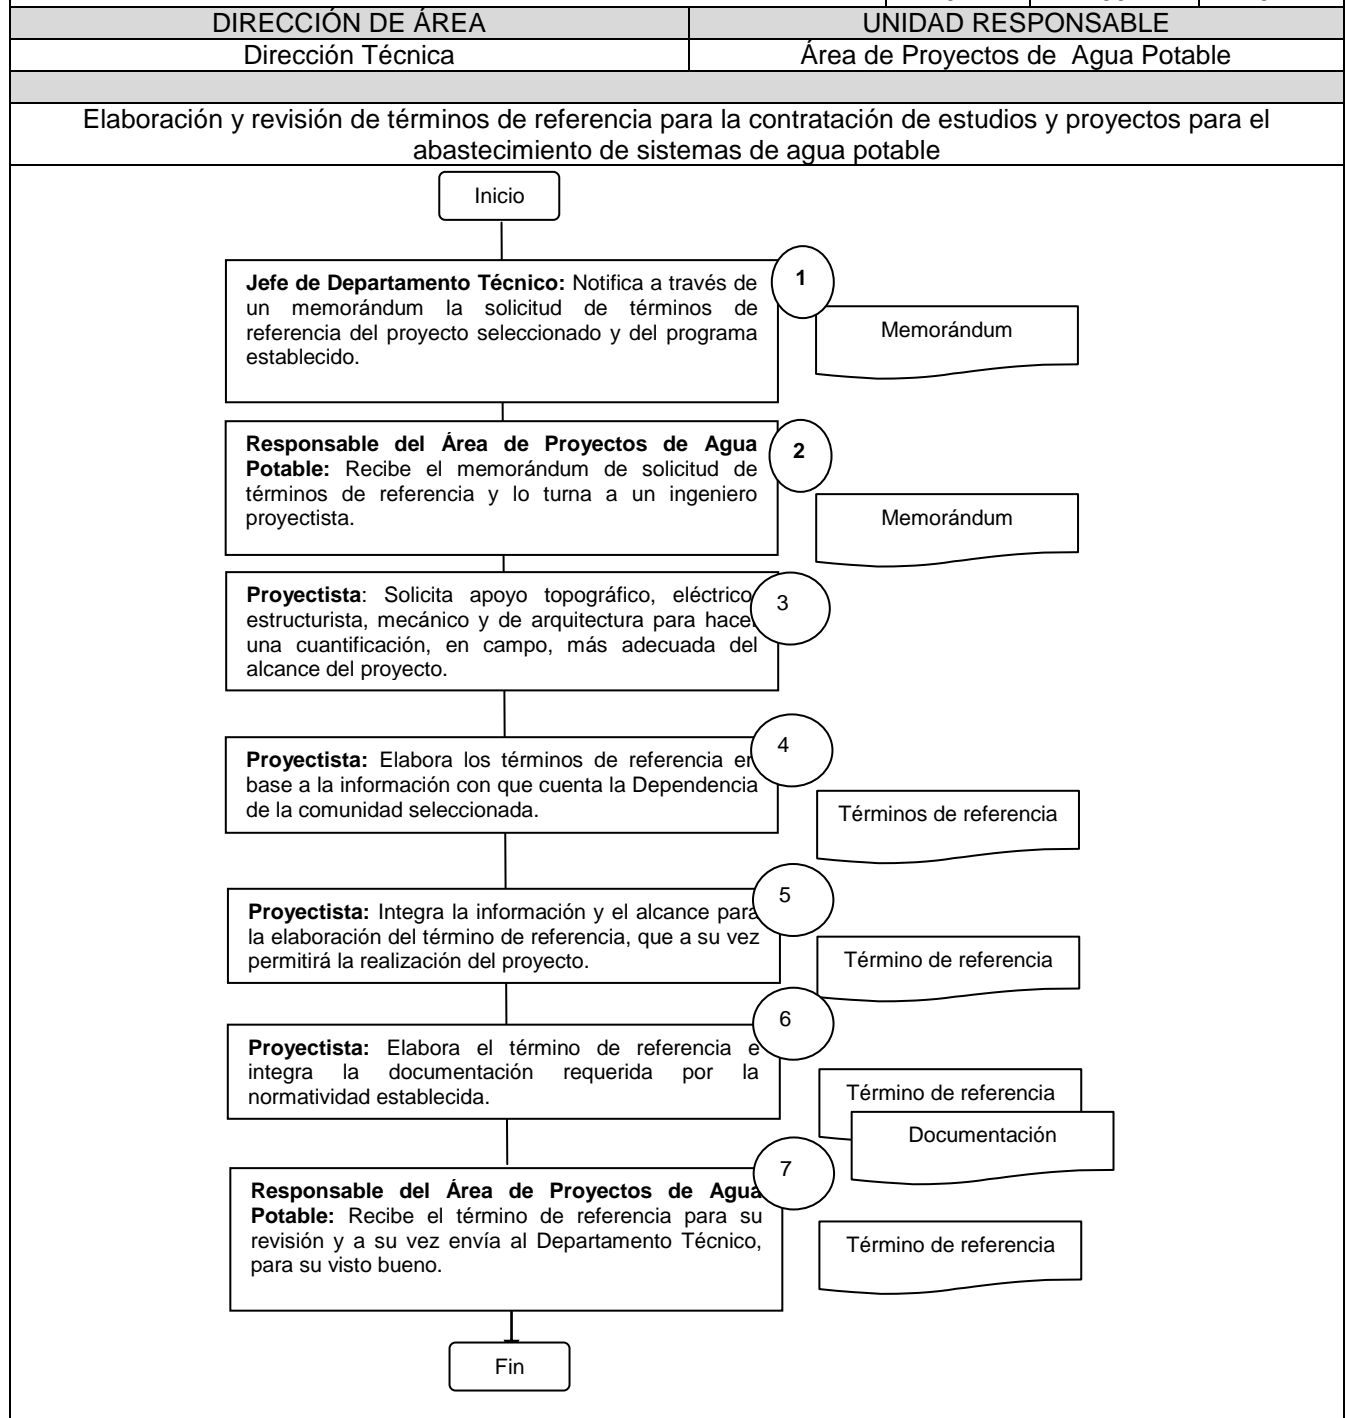 DIRECCIÓN DE ÁREA
UNIDAD RESPONSABLE
Dirección Técnica
Área de Proyectos de Agua Potable
Elaboración y revisión de términos de referencia para la contratación de estudios y proyectos para el
abastecimiento de sistemas de agua potable
Inicio
Jefe de Departamento Técnico: Notifica a través de
un memorándum la solicitud de términos de
referencia del proyecto seleccionado y del programa
establecido.
1
Memorándum
Responsable del Área de Proyectos de Agua
Potable: Recibe el memorándum de solicitud de
términos de referencia y lo turna a un ingeniero
proyectista.
2
Memorándum
Proyectista: Solicita apoyo topográfico, eléctrico
estructurista, mecánico y de arquitectura para hacer
una cuantificación, en campo, más adecuada del
alcance del proyecto.
3
Proyectista: Elabora los términos de referencia en
base a la información con que cuenta la Dependencia
de la comunidad seleccionada.
4
Términos de referencia
Proyectista: Integra la información y el alcance para
la elaboración del término de referencia, que a su vez
permitirá la realización del proyecto.
5
Término de referencia
Proyectista: Elabora el término de referencia e
integra la documentación requerida por la
normatividad establecida.
6
Término de referencia
Documentación
Responsable del Área de Proyectos de Agua
Potable: Recibe el término de referencia para su
revisión y a su vez envía al Departamento Técnico,
para su visto bueno.
7
Término de referencia
Fin